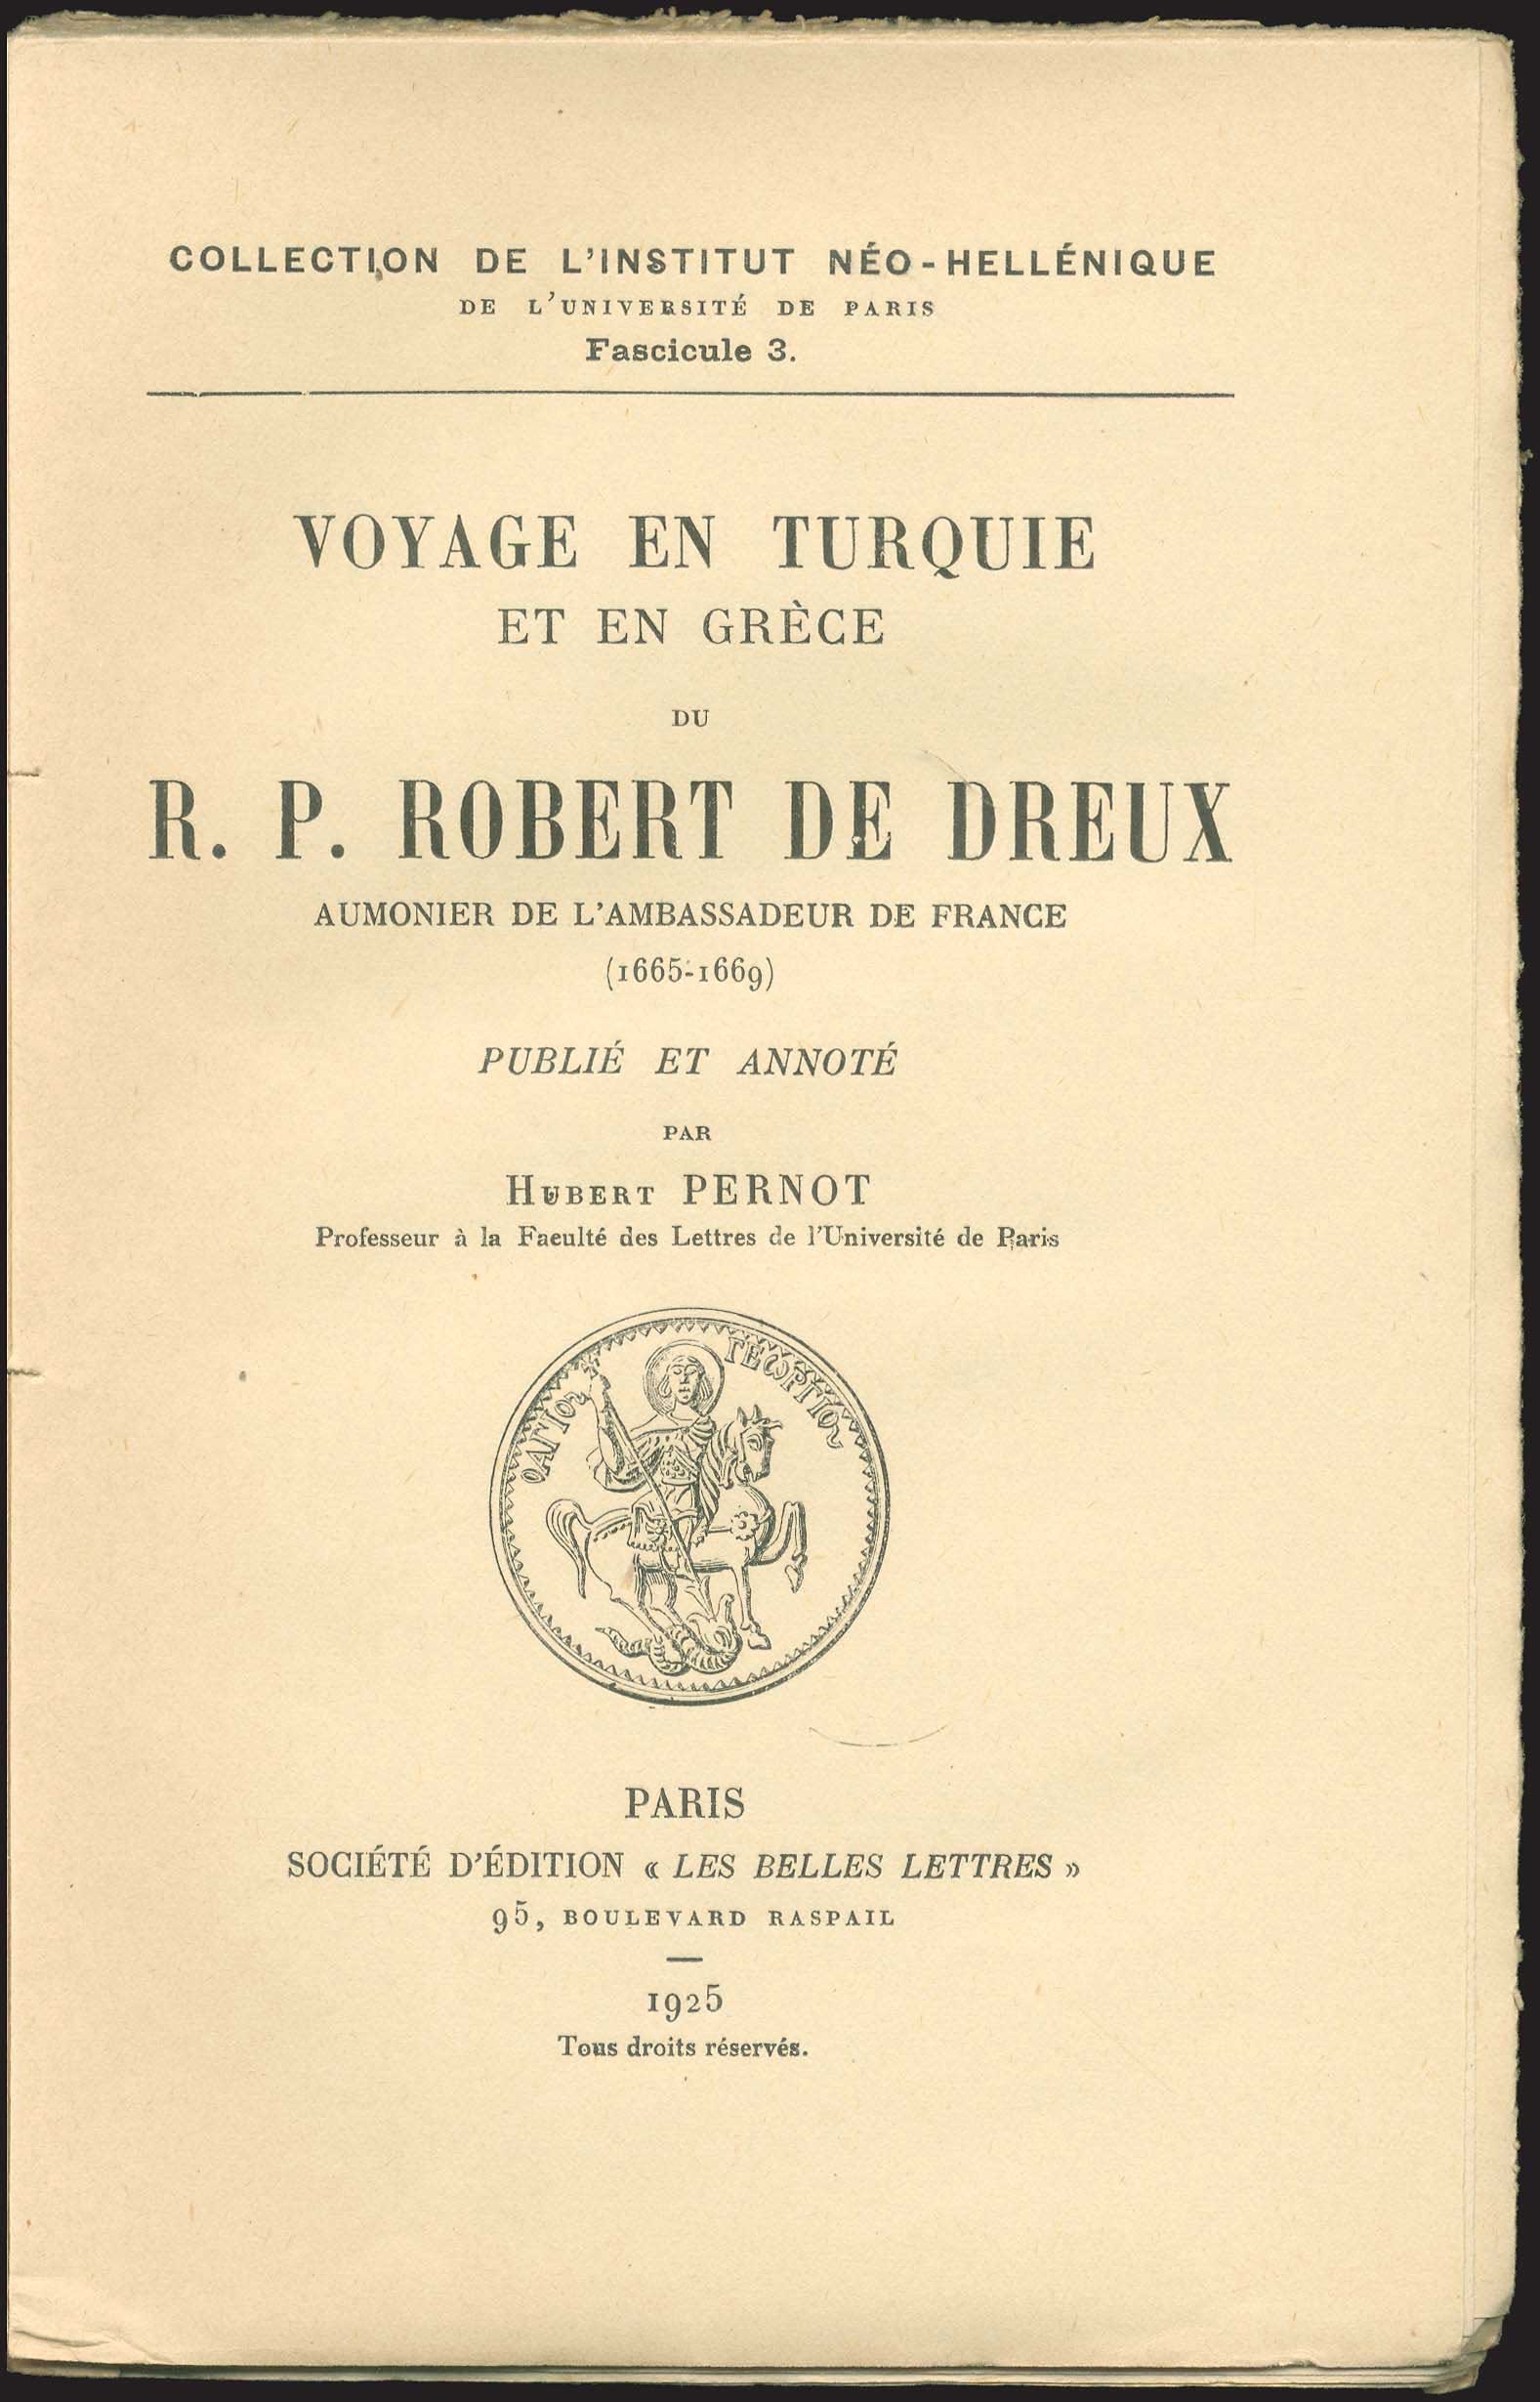 COLLECTION DE L'INSTITUT NÉO-HELLÉNIQUE
DE L'UNIVERSITÉ DE PARIS
Fascicule 3.
VOYAGE EN TURQUIE
ET EN GRÈCE
DU
R. P. ROBERT DE DREUX
AUMONIER DE L'AMBASSADEUR DE FRANCE
(1665-1669)
PUBLIÉ ET ANNOTÉ
PAR
HUBERT PERNOT
Professeur à la Faculté des Lettres de l'Université de Paris
ΟΑΓΙΟς ΓΕΩΡΓΙΟς
PARIS
SOCIÉTÉ D'ÉDITION « LES BELLES LETTRES »
95, BOULEVARD RASPAIL
1925
Tous droits réservés.